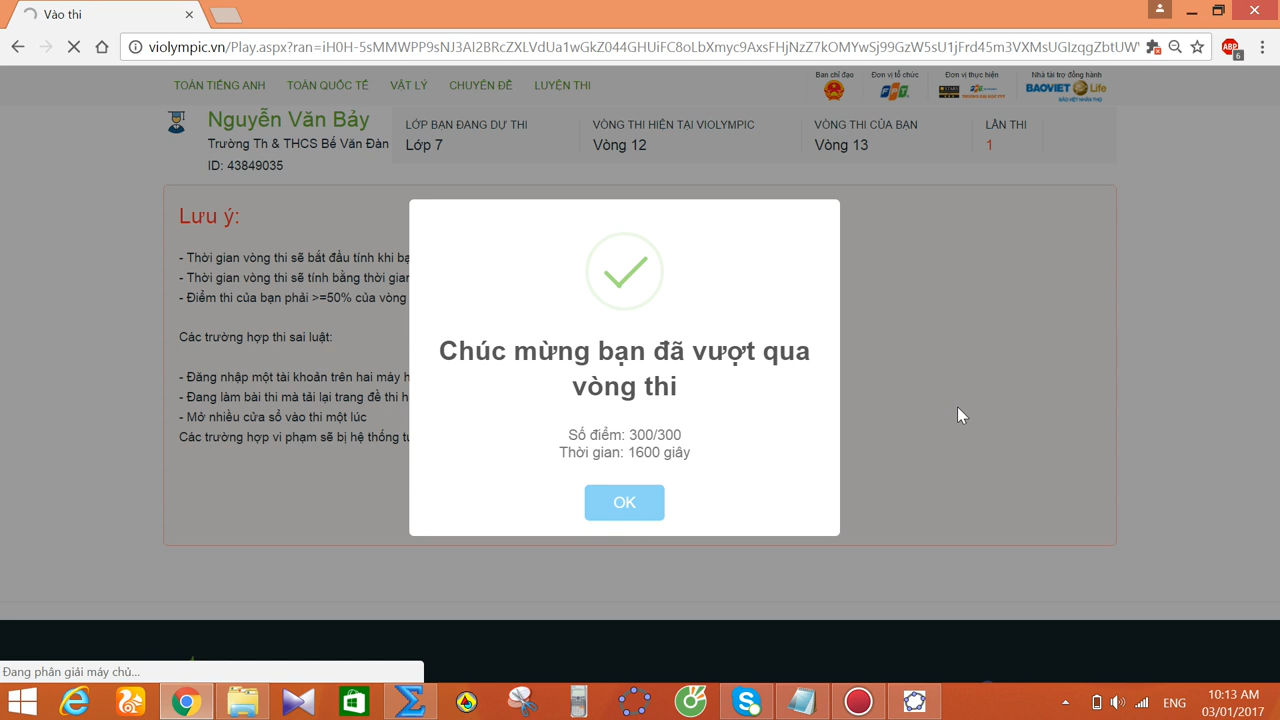 Vào thi
violympic.vn/Play.aspx?ran=iH0H-5sMMWPP9sNJ3AI2BRcZXLVdUa1wGkZ044GHUiFC8oLbXmyc9AxsFHjNzZ7kOMYwSj99GzW5sU1jFrd45m3VXMsUGIzqgZbtUW
ABP
6
TOÁN TIẾNG ANH
TOÁN QUỐC TẾ
VẬT LÝ
CHUYÊN ĐỀ
LUYỆN THI
Ban chỉ đạo
Đơn vị tổ chức
Đơn vị thực hiện
Nhà tài trợ đồng hành
FPT
BAOVIET Life
Nguyễn Văn Bảy
Trường Th & THCS Bế Văn Đàn
ID: 43849035
LỚP BẠN ĐANG DỰ THI
Lớp 7
VÒNG THI HIỆN TẠI VIOLYMPIC
Vòng 12
VÒNG THI CỦA BẠN
Vòng 13
LẦN THI
1
Lưu ý:
- Thời gian vòng thi sẽ bắt đầu tính khi bạ
- Thời gian vòng thi sẽ tính bằng thời gian
- Điểm thi của bạn phải >=50% của vòng
Các trường hợp thi sai luật:
- Đăng nhập một tài khoản trên hai máy h
- Đang làm bài thi mà tải lại trang đề thi h
- Mở nhiều cửa sổ vào thi một lúc
Các trường hợp vi phạm sẽ bị hệ thống tự
Chúc mừng bạn đã vượt qua
vòng thi
Số điểm: 300/300
Thời gian: 1600 giây
OK
Đang phân giải máy chủ...
ENG
10:13 AM
03/01/2017